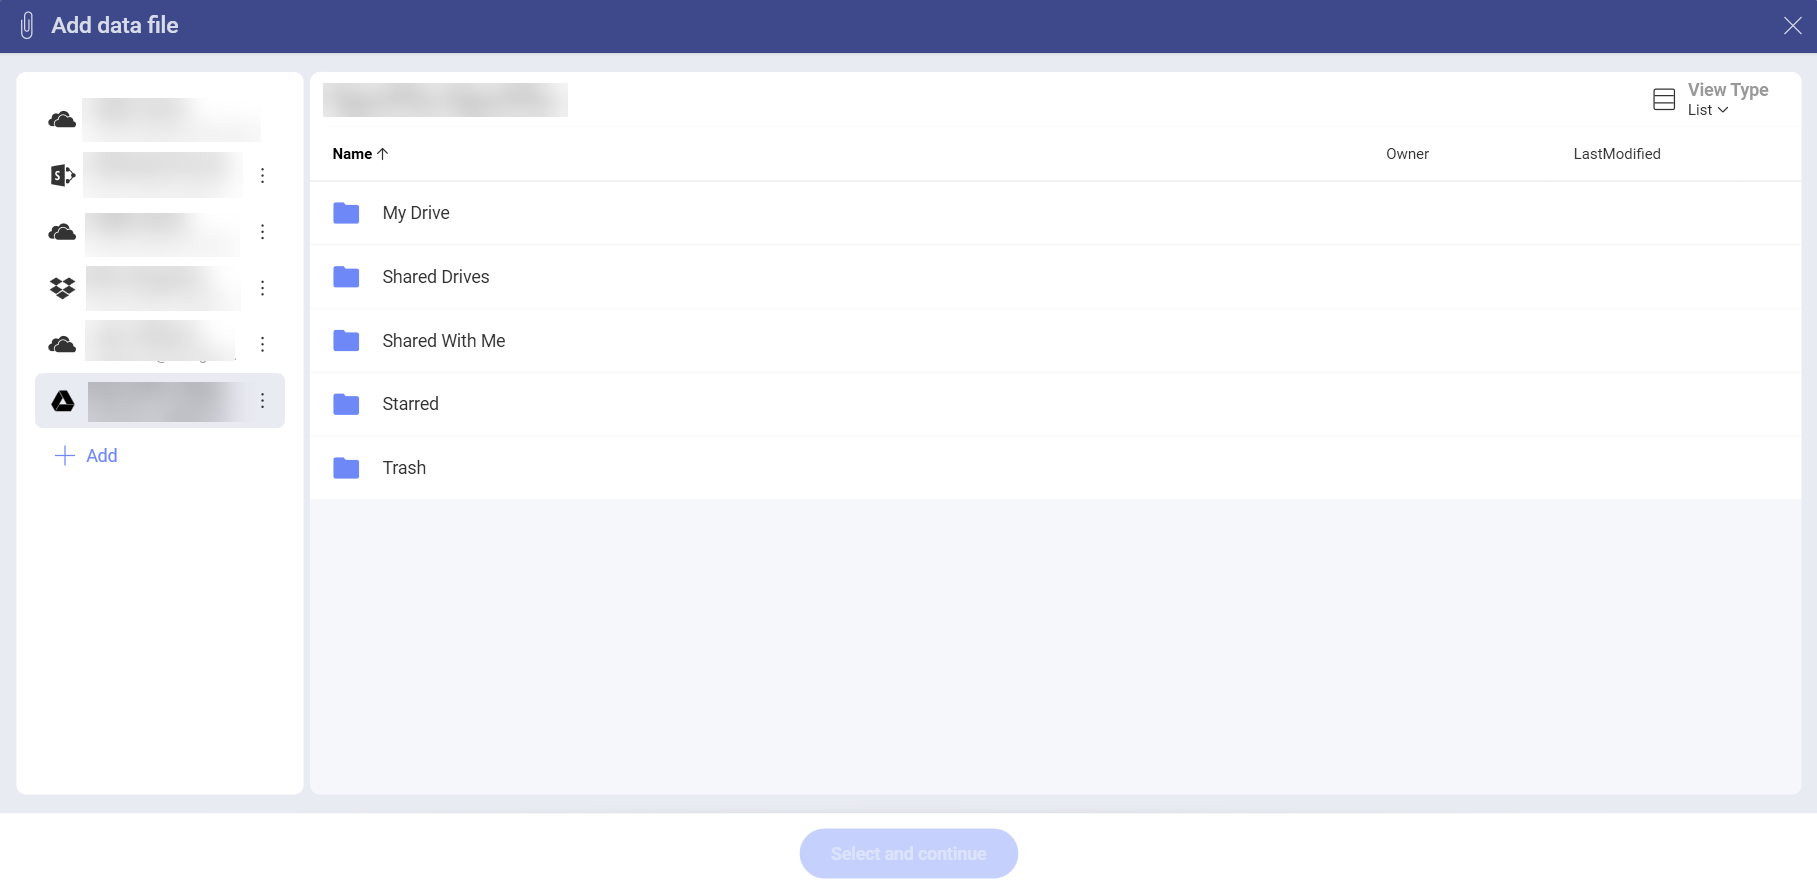 Add data file
View Type
List
Name
Owner
LastModified
My Drive
Shared Drives
Shared With Me
Starred
Trash
Add
Select and continue